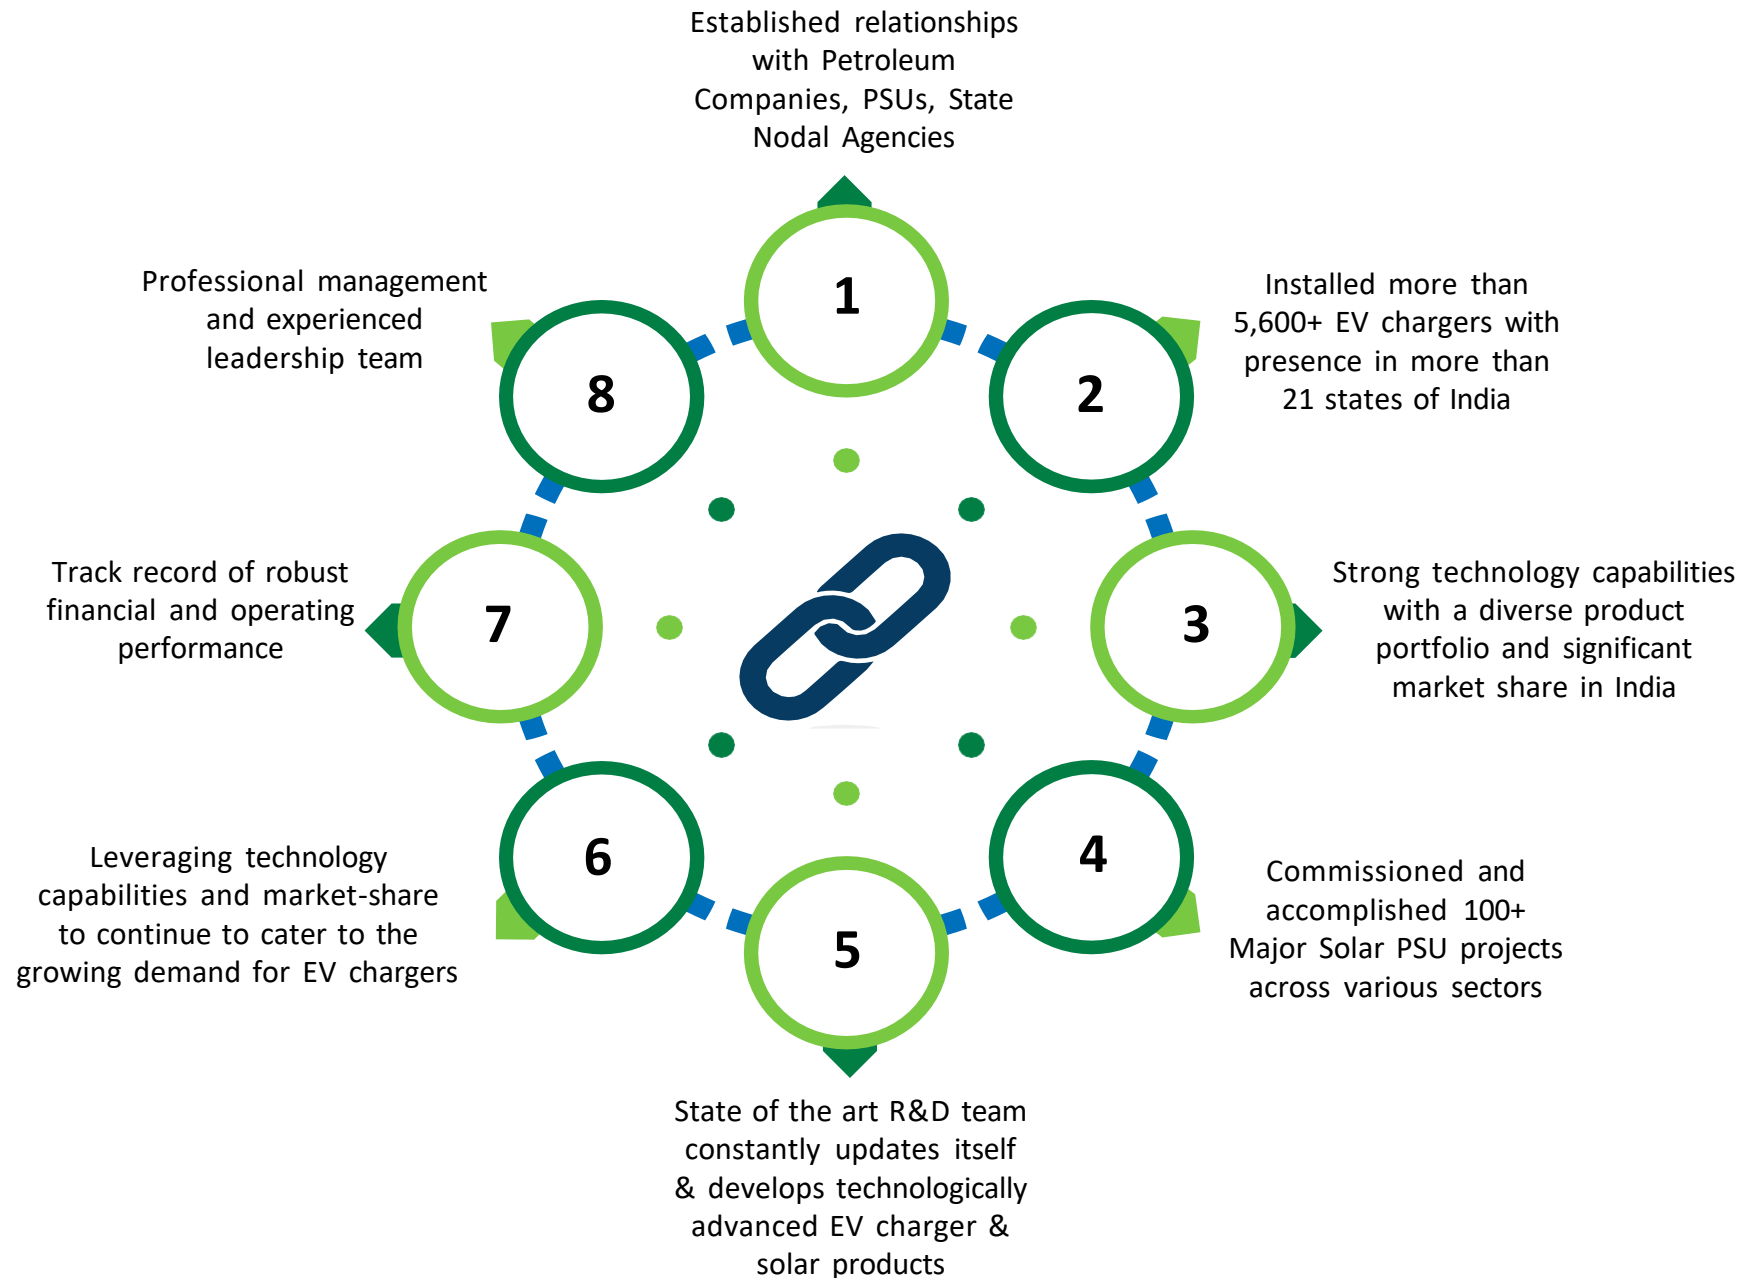 Established relationships
with Petroleum
Companies, PSUs, State
Nodal Agencies
1
Installed more than
5,600+ EV chargers with
presence in more than
21 states of India
2
Strong technology capabilities
with a diverse product
portfolio and significant
market share in India
3
Commissioned and
accomplished 100+
Major Solar PSU projects
across various sectors
4
5
State of the art R&D team
constantly updates itself
& develops technologically
advanced EV charger &
solar products
6
Leveraging technology
capabilities and market-share
to continue to cater to the
growing demand for EV chargers
7
Track record of robust
financial and operating
performance
8
Professional management
and experienced
leadership team